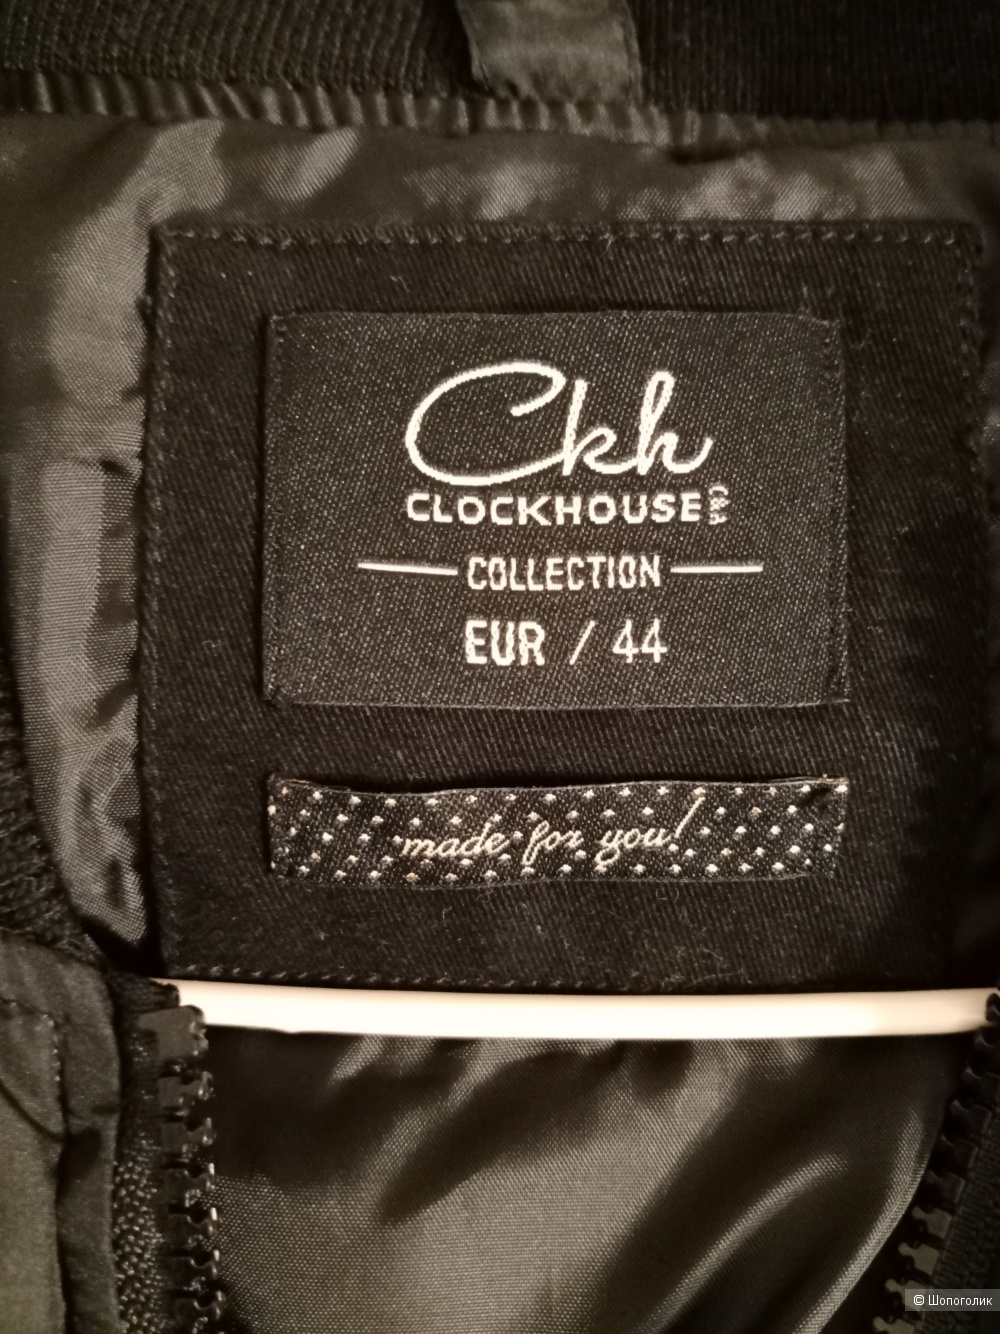 Ckh
CLOCKHOUSE C&A
COLLECTION
EUR / 44
made for you!
© Шопоголик